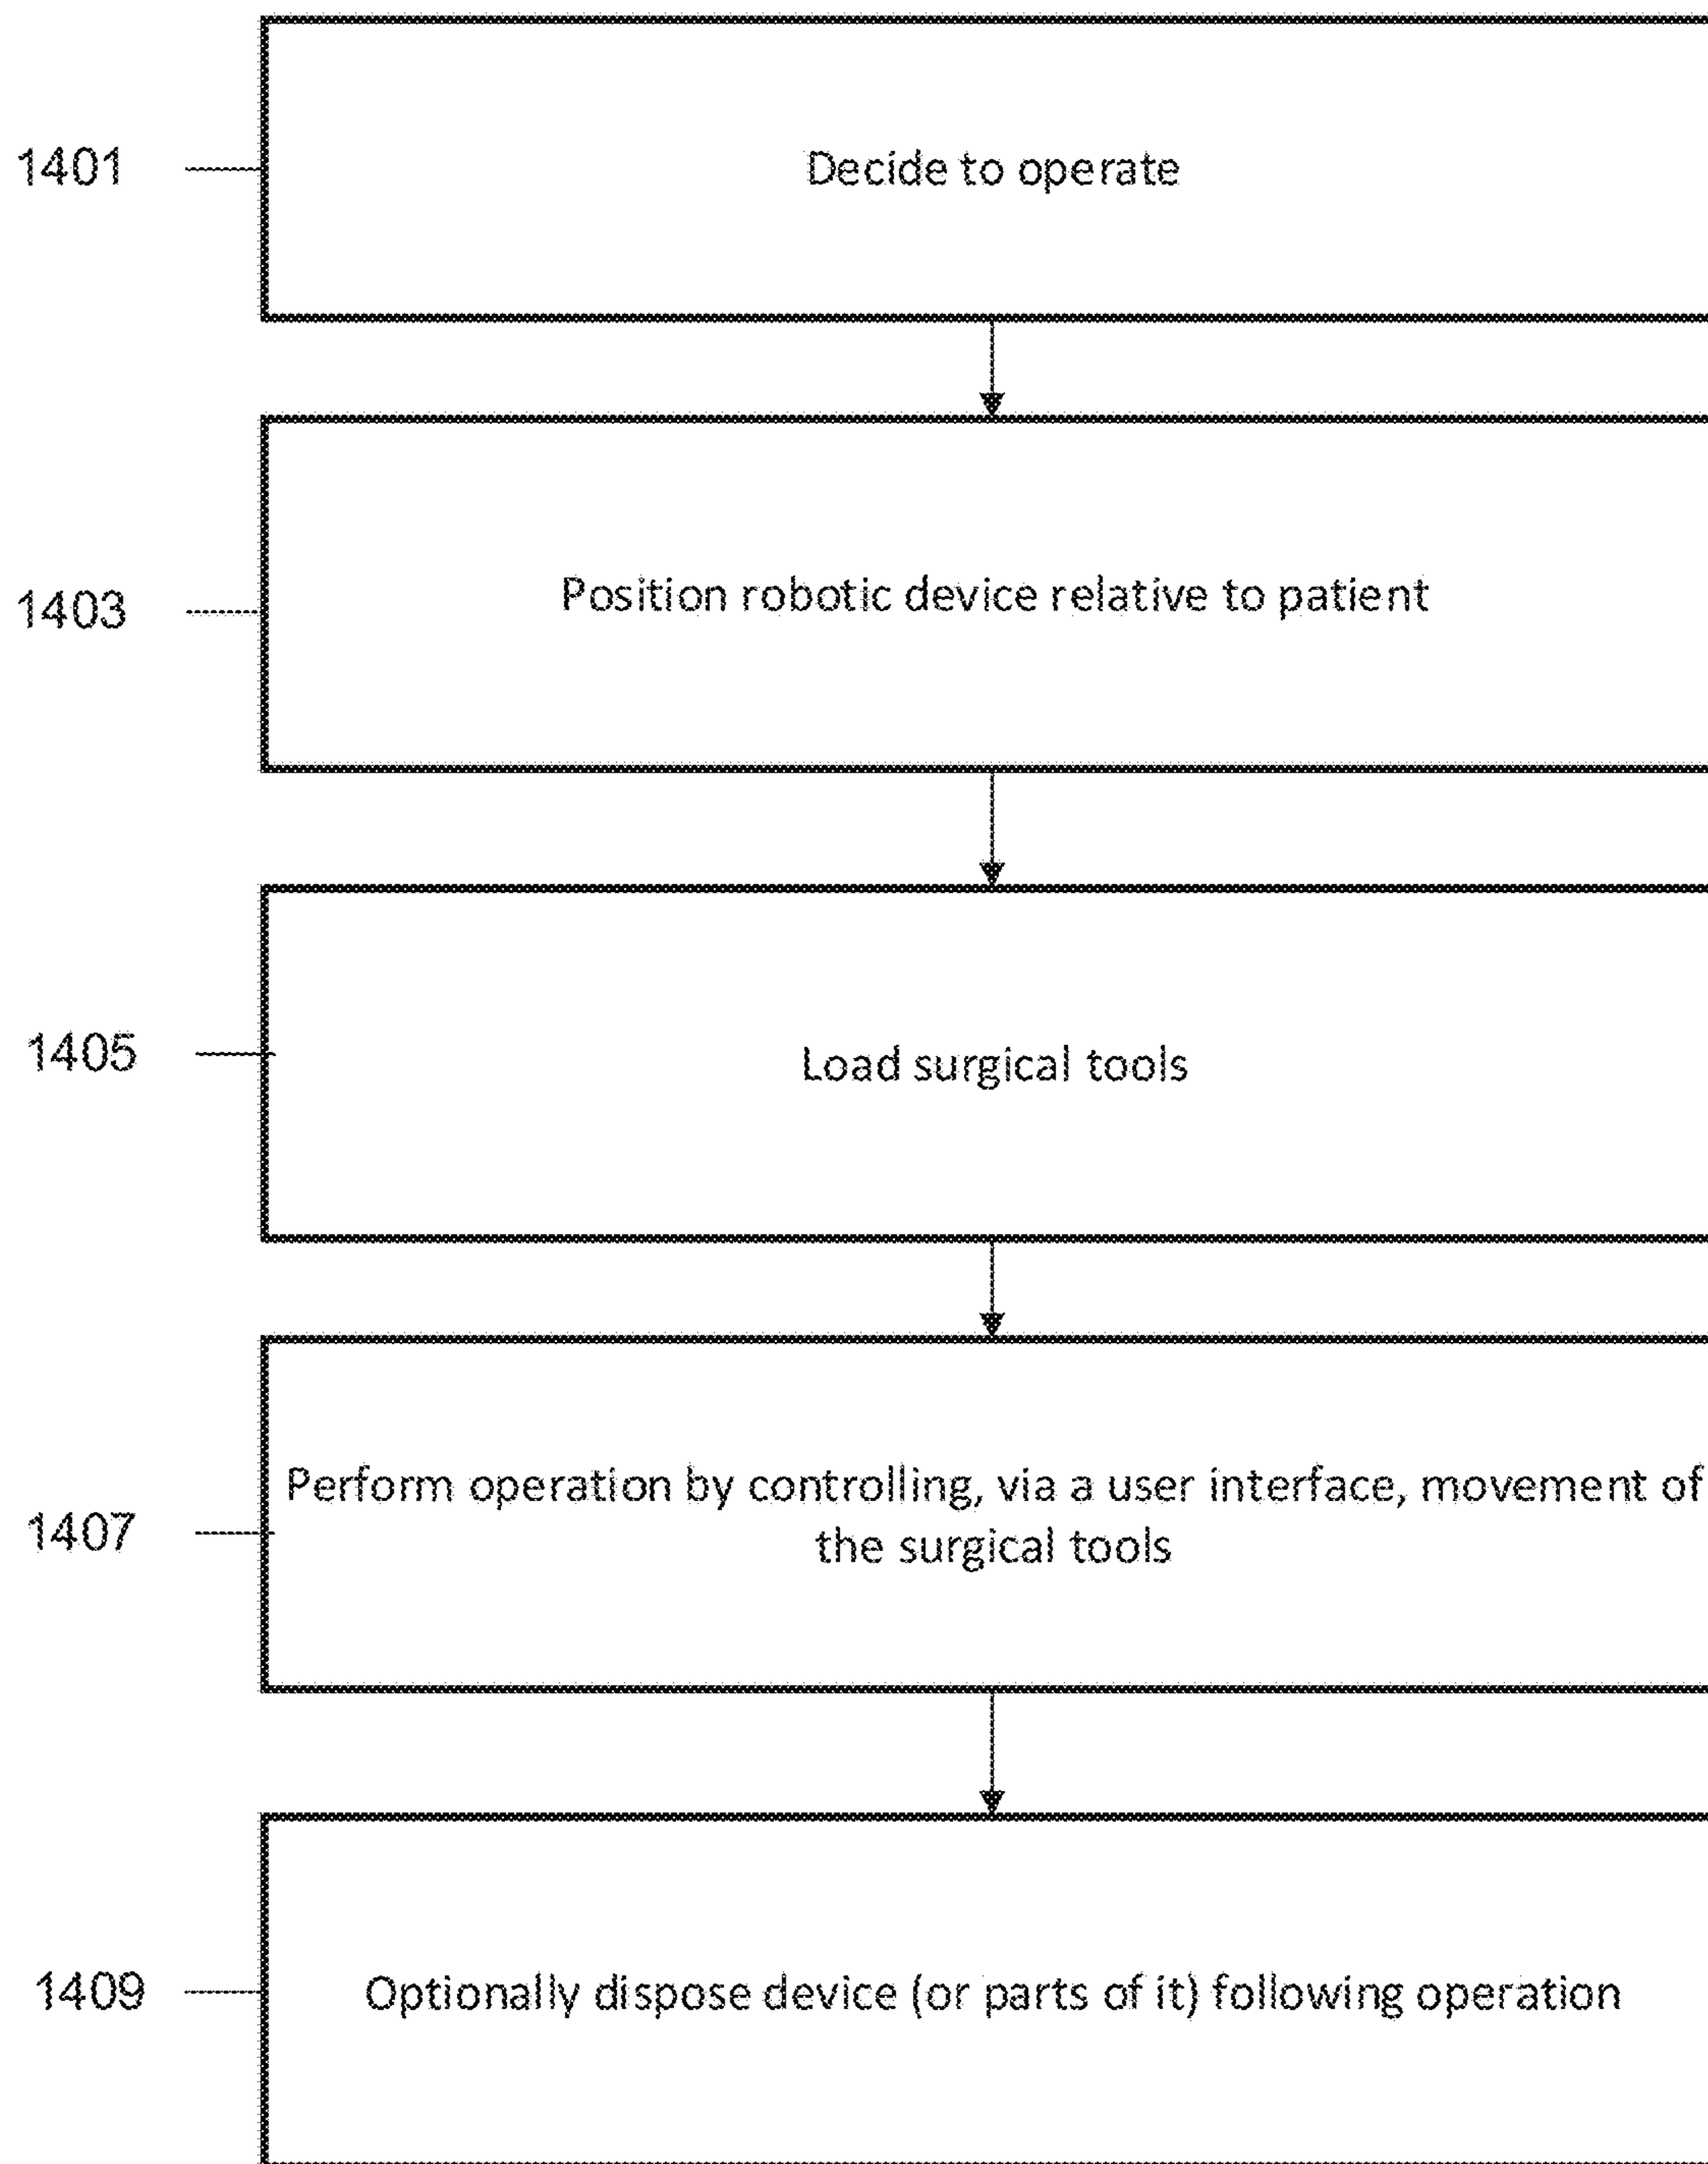 1401
Decide to operate
1403
Position robotic device relative to patient
1405
Load surgical tools
1407
Perform operation by controlling, via a user interface, movement of
the surgical tools
1409
Optionally dispose device (or parts of it) following operation